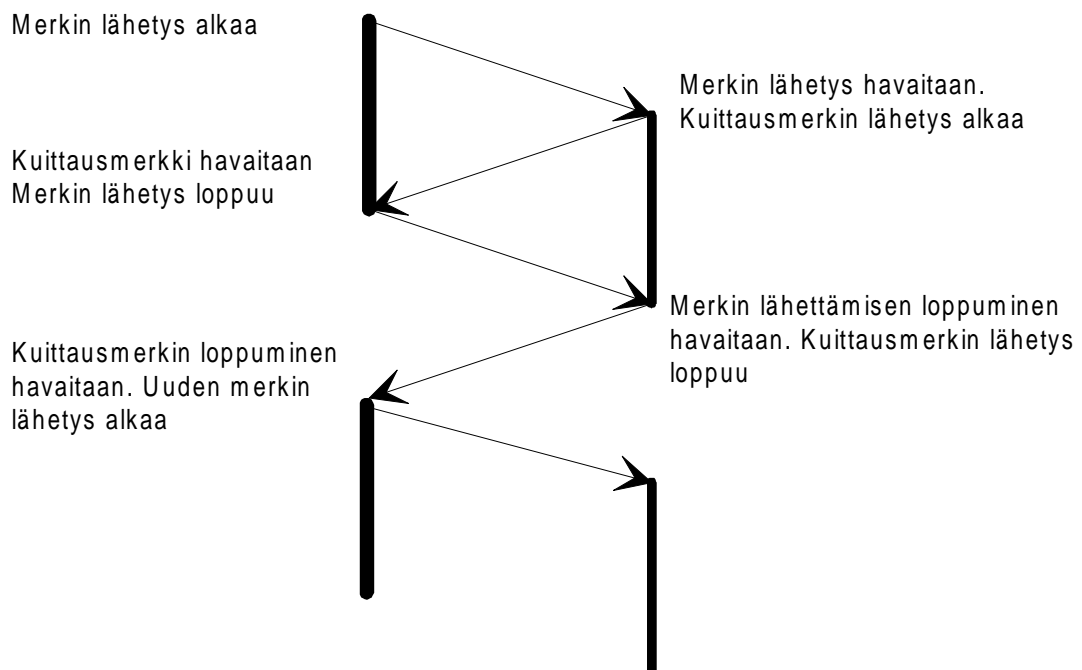 Merkin lähetys alkaa
Merkin lähetys havaitaan.
Kuittausmerkin lähetys alkaa
Kuittausmerkki havaitaan
Merkin lähetys loppuu
Merkin lähettämisen loppuminen
havaitaan. Kuittausmerkin lähetys
loppuu
Kuittausmerkin loppuminen
havaitaan. Uuden merkin
lähetys alkaa